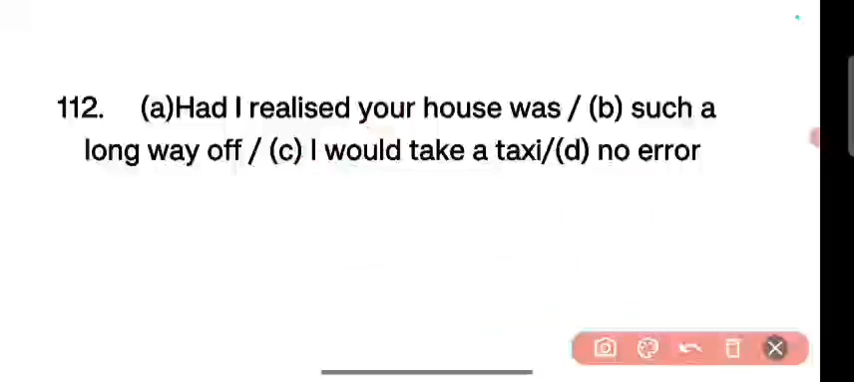 112. (a)Had I realised your house was / (b) such a
long way off / (c) I would take a taxi/(d) no error